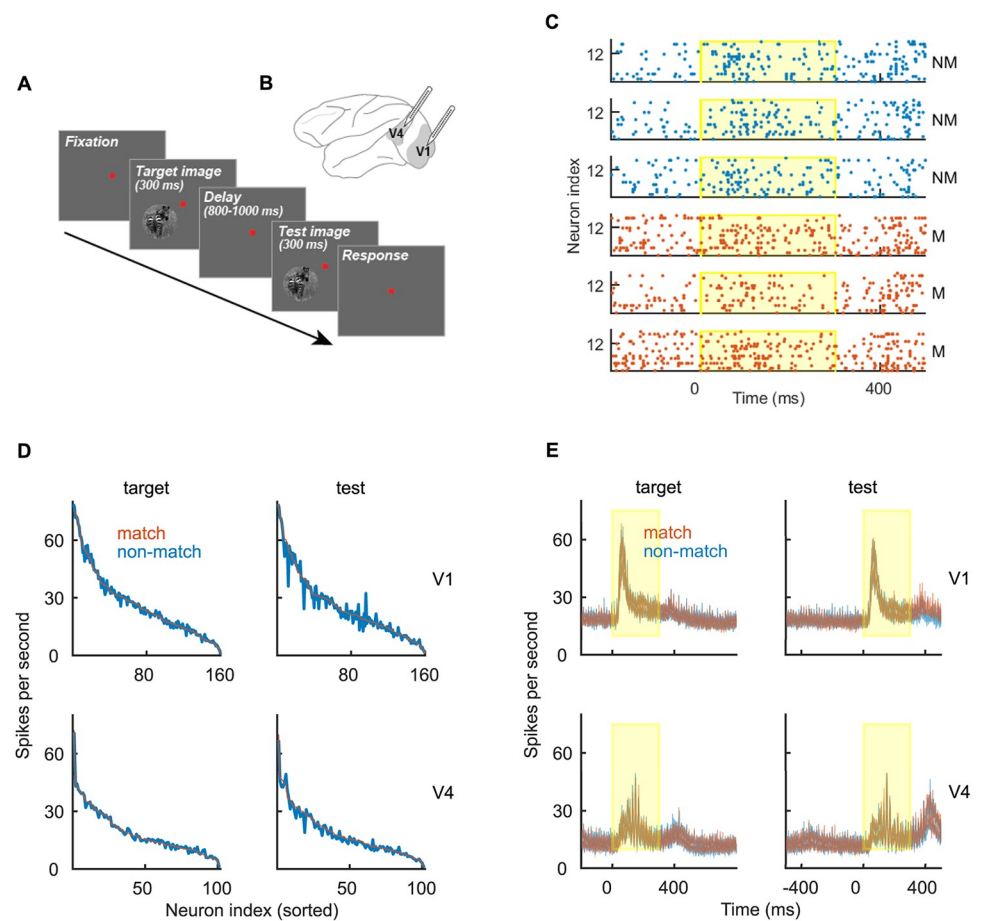 A
Fixation
Target image
(300 ms)
Delay
(800-1000 ms)
Test image
(300 ms)
Response
B
V4
V1
C
Neuron index
12
NM
12
NM
12
NM
12
M
12
M
12
M
0
400
Time (ms)
D
target
test
Spikes per second
60
30
0
match
non-match
80
160
80
160
V1
60
30
0
50
100
50
100
V4
Neuron index (sorted)
E
target
test
Spikes per second
60
30
0
match
non-match
V1
60
30
0
0
400
-400
0
400
V4
Time (ms)